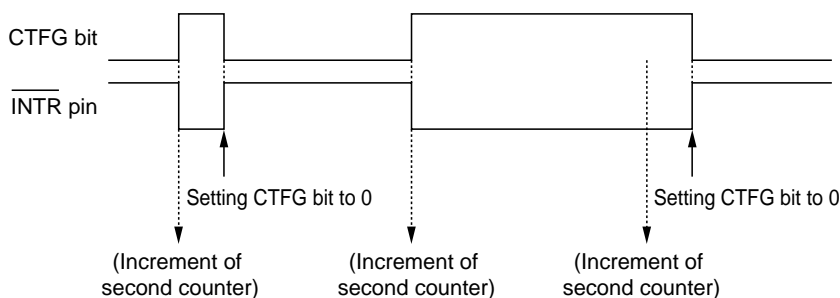 CTFG bit
INTR pin
Setting CTFG bit to 0
Setting CTFG bit to 0
(Increment of
second counter)
(Increment of
second counter)
(Increment of
second counter)